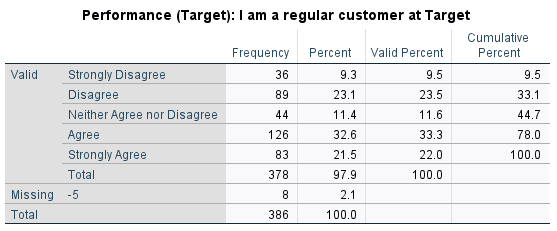 Performance (Target): I am a regular customer at Target
Frequency Percent Valid Percent Cumulative Percent
Valid Strongly Disagree 36 9.3 9.5 9.5
Disagree 89 23.1 23.5 33.1
Neither Agree nor Disagree 44 11.4 11.6 44.7
Agree 126 32.6 33.3 78.0
Strongly Agree 83 21.5 22.0 100.0
Total 378 97.9 100.0
Missing -5 8 2.1
Total 386 100.0